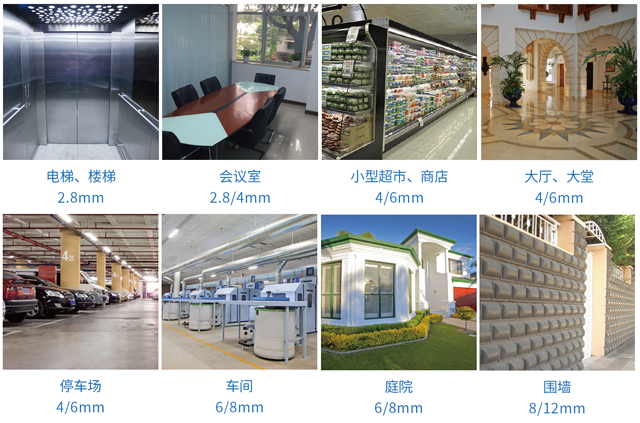 电梯、楼梯
2.8mm
会议室
2.8/4mm
小型超市、商店
4/6mm
大厅、大堂
4/6mm
4区
停车场
4/6mm
车间
6/8mm
庭院
6/8mm
围墙
8/12mm